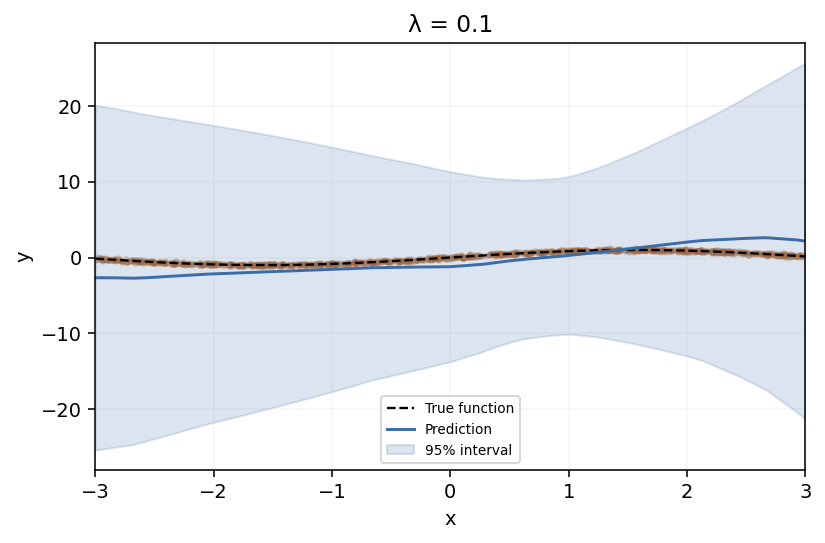 λ = 0.1
y
20
10
0
−10
−20
True function
Prediction
95% interval
−3 −2 −1 0 1 2 3
x